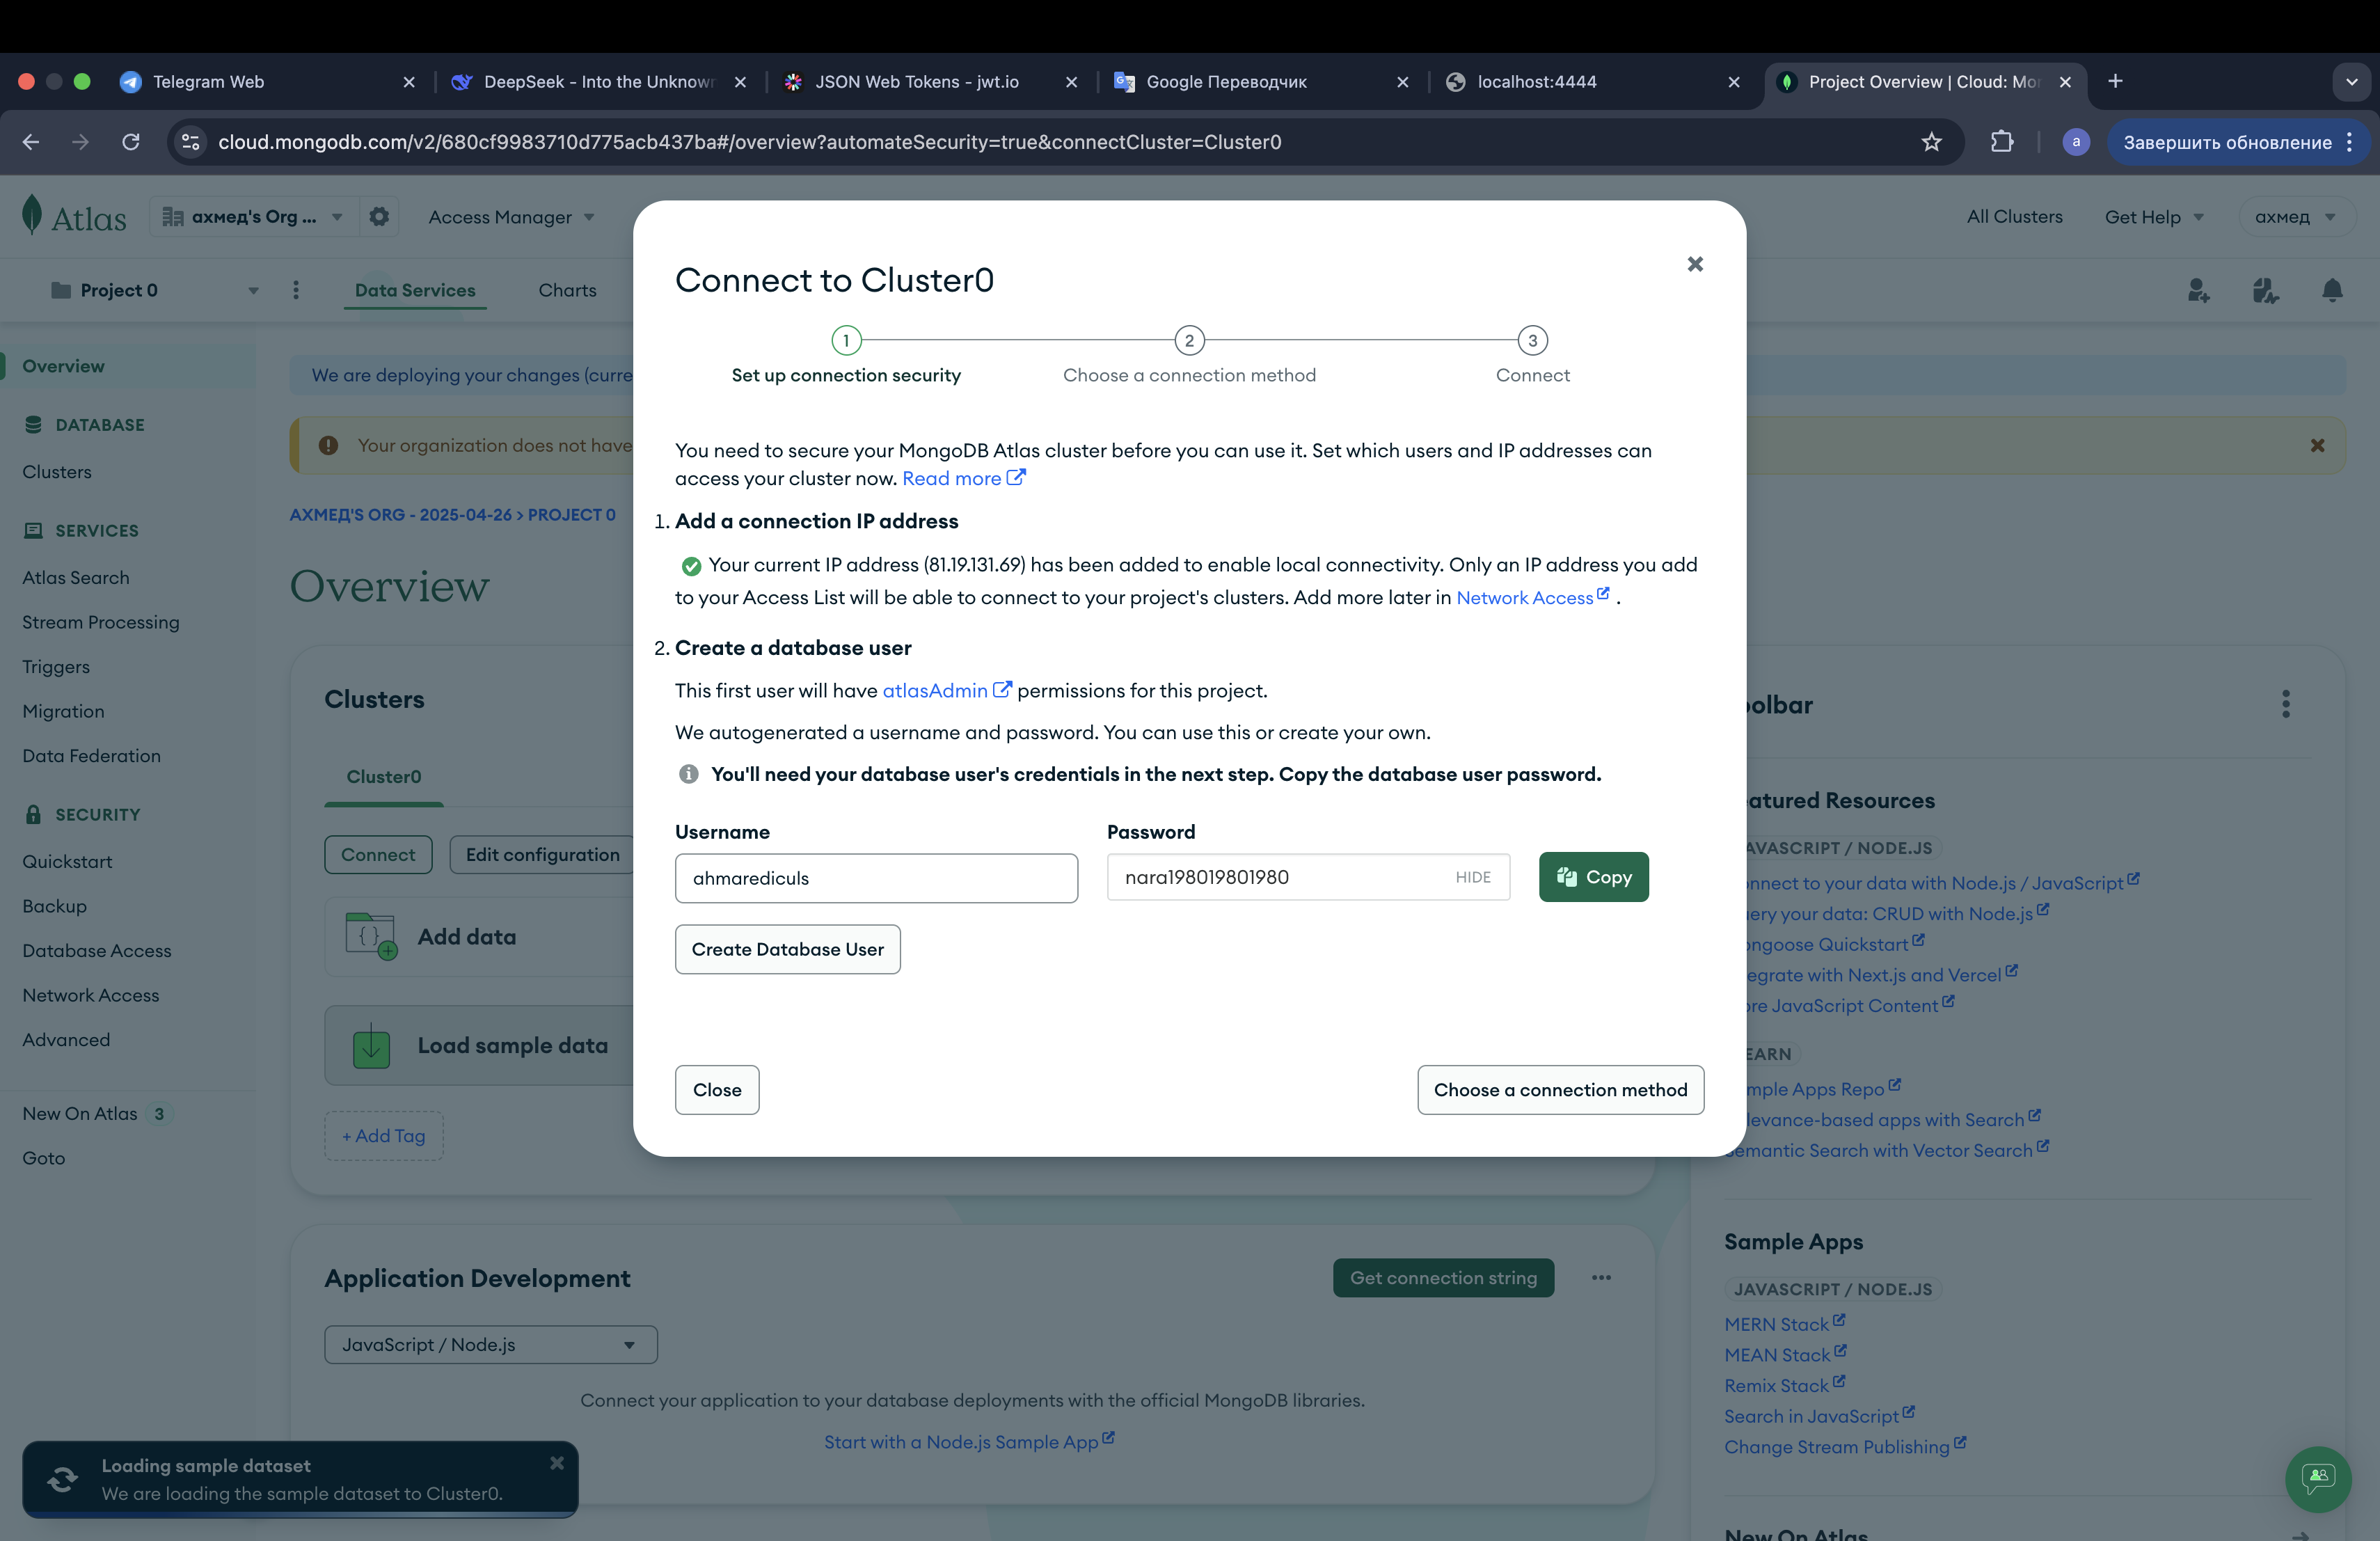 Telegram Web
DeepSeek - Into the Unknown
JSON Web Tokens - jwt.io
Google Переводчик
localhost:4444
Project Overview | Cloud: Mon
cloud.mongodb.com/v2/680cf9983710d775acb437ba#/overview?automateSecurity=true&connectCluster=Cluster0
a
Завершить обновление
Atlas
ахмед's Org ...
Access Manager
All Clusters
Get Help
ахмед
Project 0
Data Services
Charts
Overview
DATABASE
Clusters
SERVICES
Atlas Search
Stream Processing
Triggers
Migration
Data Federation
SECURITY
Quickstart
Backup
Database Access
Network Access
Advanced
New On Atlas 3
Goto
We are deploying your changes (curre
Your organization does not have
АХМЕД'S ORG - 2025-04-26 > PROJECT 0
Overview
Clusters
Cluster0
Connect
Edit configuration
Add data
Load sample data
+ Add Tag
Connect to Cluster0
1
2
3
Set up connection security
Choose a connection method
Connect
You need to secure your MongoDB Atlas cluster before you can use it. Set which users and IP addresses can
access your cluster now. Read more
1. Add a connection IP address
Your current IP address (81.19.131.69) has been added to enable local connectivity. Only an IP address you add
to your Access List will be able to connect to your project's clusters. Add more later in Network Access .
2. Create a database user
This first user will have atlasAdmin permissions for this project.
We autogenerated a username and password. You can use this or create your own.
You'll need your database user's credentials in the next step. Copy the database user password.
Username
Password
ahmarediculs
nara198019801980
HIDE
Copy
Create Database User
Close
Choose a connection method
Application Development
Get connection string
JavaScript / Node.js
Connect your application to your database deployments with the official MongoDB libraries.
Start with a Node.js Sample App
Loading sample dataset
We are loading the sample dataset to Cluster0.
olbar
atured Resources
AVASCRIPT / NODE.JS
nnect to your data with Node.js / JavaScript
ery your data: CRUD with Node.js
ongoose Quickstart
egrate with Next.js and Vercel
re JavaScript Content
EARN
mple Apps Repo
levance-based apps with Search
emantic Search with Vector Search
Sample Apps
JAVASCRIPT / NODE.JS
MERN Stack
MEAN Stack
Remix Stack
Search in JavaScript
Change Stream Publishing
New On Atlas